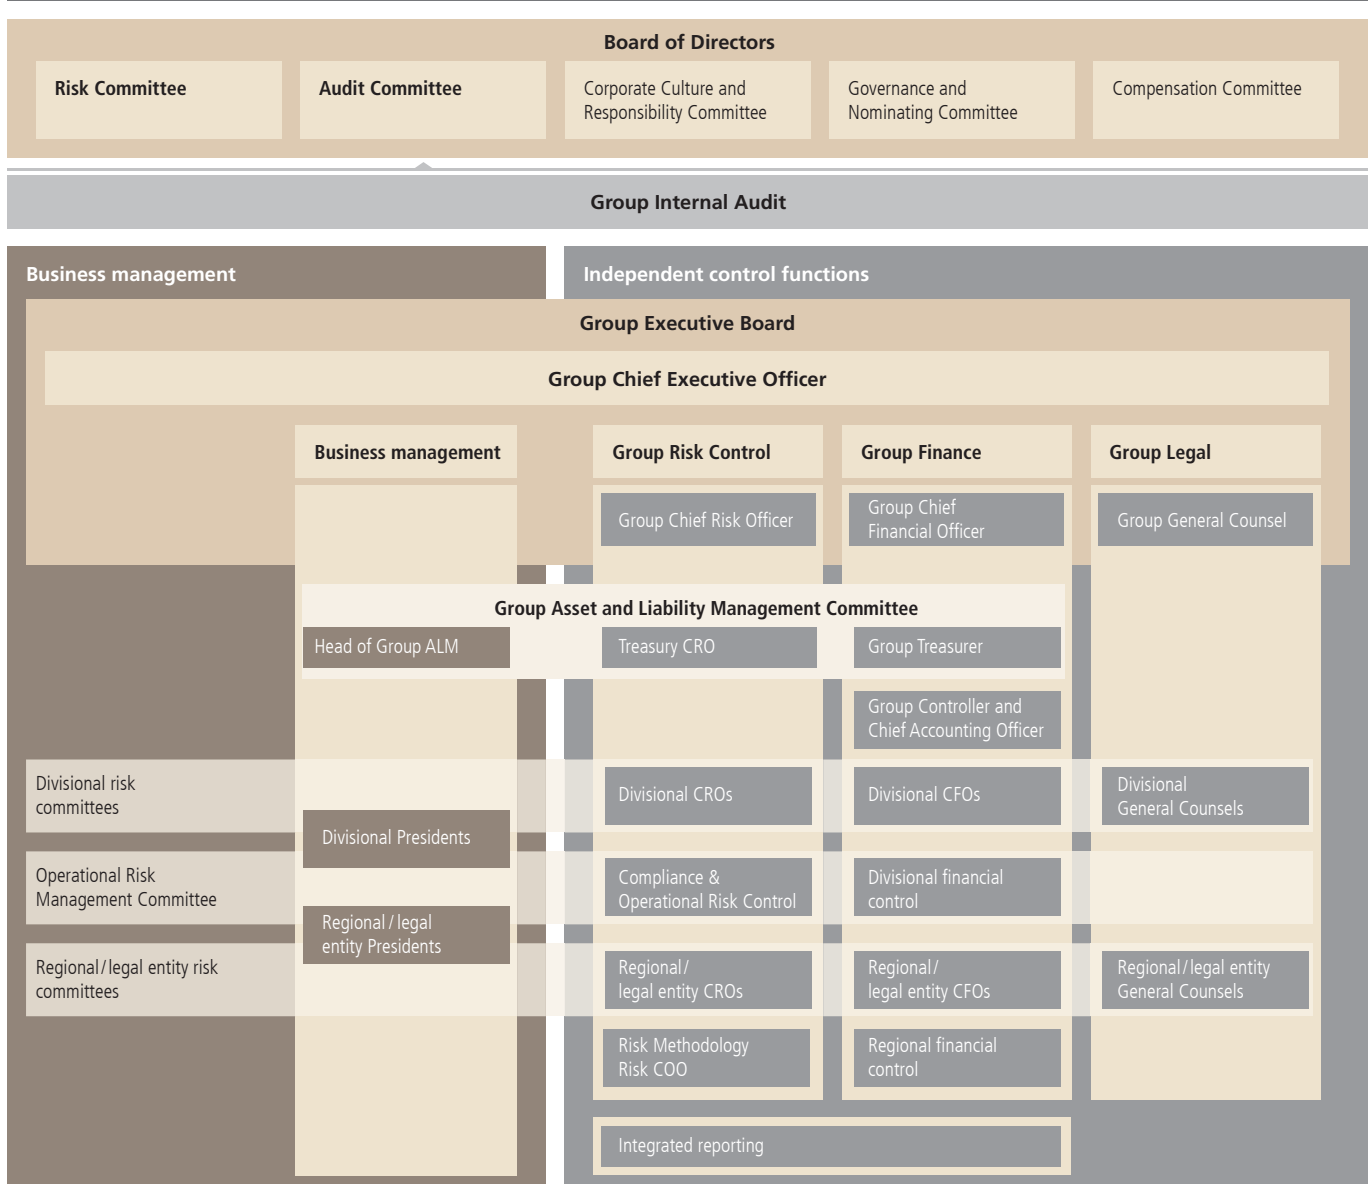 Board of Directors
Risk Committee
Audit Committee
Corporate Culture and
Responsibility Committee
Governance and
Nominating Committee
Compensation Committee
Group Internal Audit
Business management
Independent control functions
Group Executive Board
Group Chief Executive Officer
Business management
Group Risk Control
Group Finance
Group Legal
Group Chief Risk Officer
Group Chief
Financial Officer
Group General Counsel
Group Asset and Liability Management Committee
Head of Group ALM
Treasury CRO
Group Treasurer
Group Controller and
Chief Accounting Officer
Divisional risk
committees
Divisional Presidents
Divisional CROs
Divisional CFOs
Divisional
General Counsels
Operational Risk
Management Committee
Compliance &
Operational Risk Control
Divisional financial
control
Regional / legal
entity Presidents
Regional / legal entity risk
committees
Regional /
legal entity CROs
Regional /
legal entity CFOs
Regional / legal entity
General Counsels
Risk Methodology
Risk COO
Regional financial
control
Integrated reporting